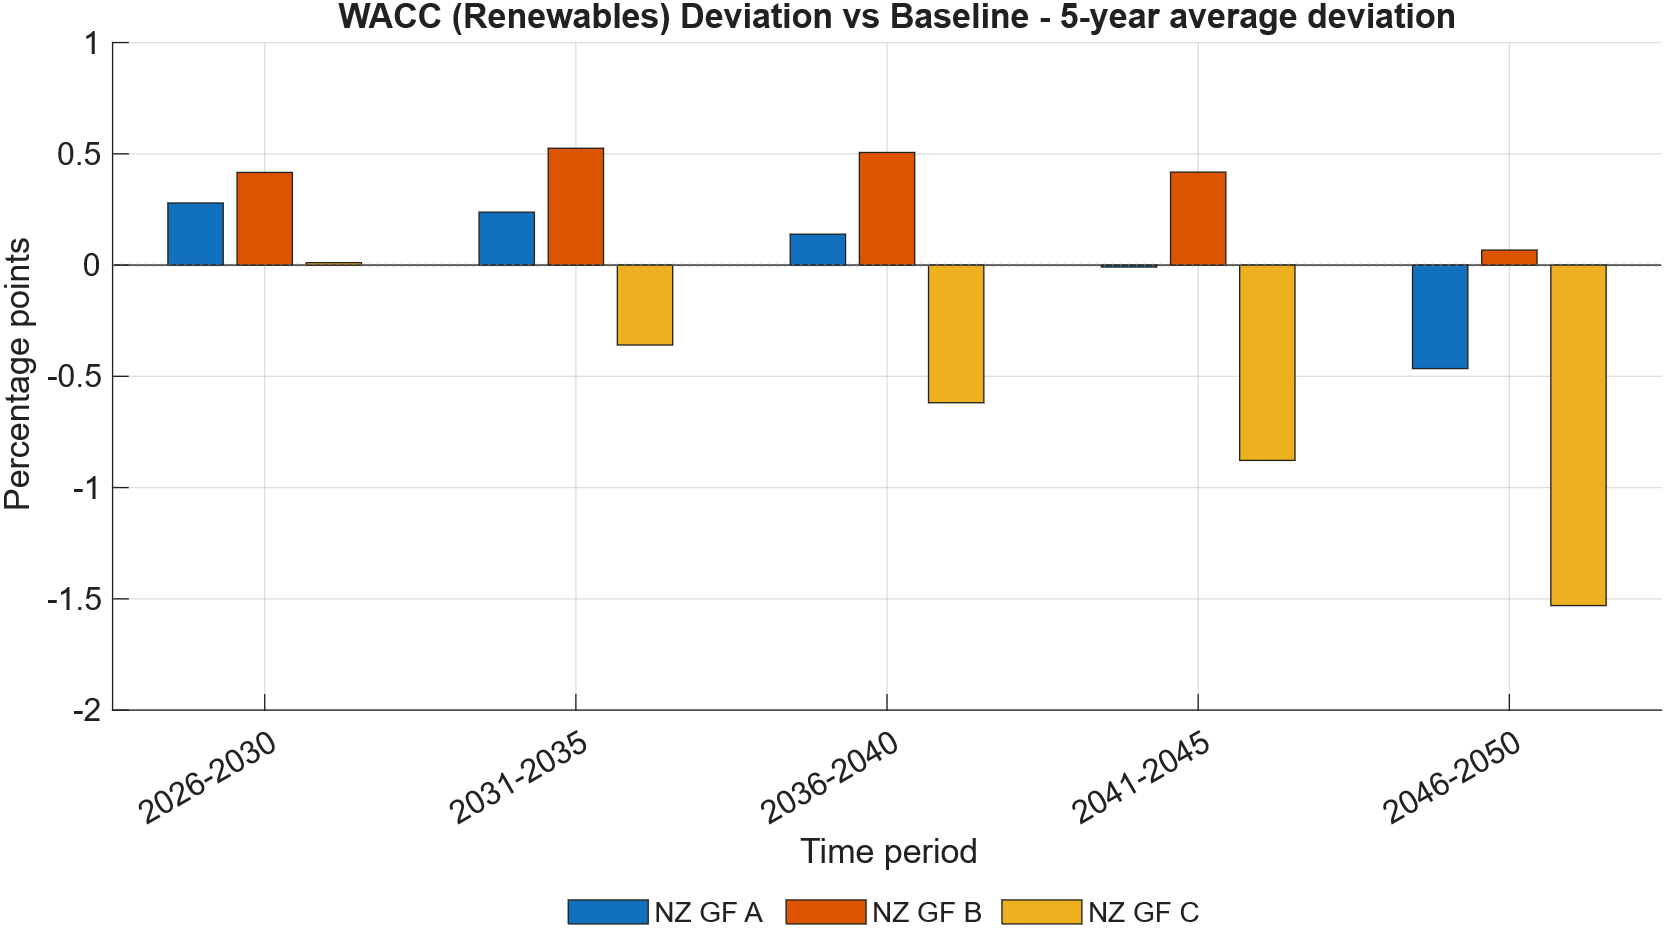 WACC (Renewables) Deviation vs Baseline - 5-year average deviation
1
0.5
0
-0.5
-1
-1.5
-2
Percentage points
2026-2030
2031-2035
2036-2040
2041-2045
2046-2050
Time period
NZ GF A
NZ GF B
NZ GF C